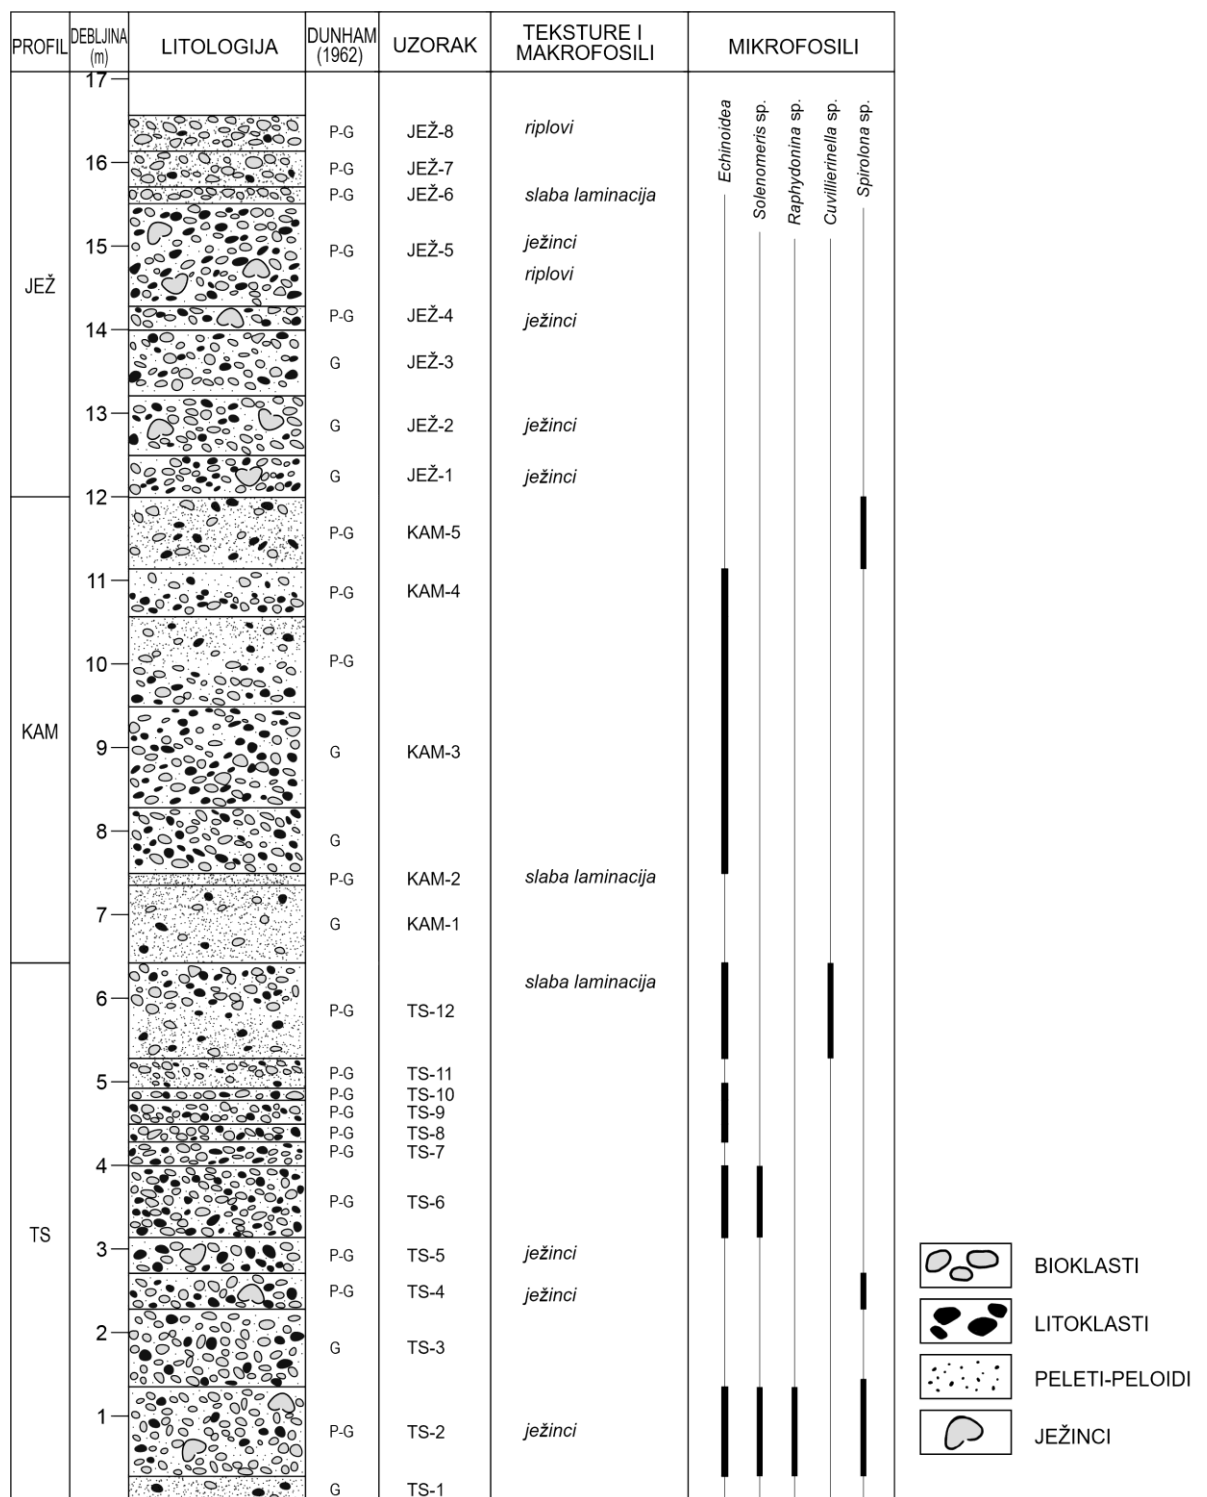 PROFIL
DEBLJINA
(m)
LITOLOGIJA
DUNHAM
(1962)
UZORAK
TEKSTURE I
MAKROFOSILI
MIKROFOSILI
Echinoidea
Solenomeris sp.
Raphydonina sp.
Cuvillierinella sp.
Spirolona sp.
17
P-G JEŽ-8 riplovi
16
P-G JEŽ-7
P-G JEŽ-6 slaba laminacija
15
P-G JEŽ-5 ježinci
riplovi
JEŽ
P-G JEŽ-4 ježinci
14
G JEŽ-3
13
G JEŽ-2 ježinci
G JEŽ-1 ježinci
12
P-G KAM-5
11
P-G KAM-4
10
P-G
KAM
9
G KAM-3
8
G
P-G KAM-2 slaba laminacija
7
G KAM-1
slaba laminacija
6
P-G TS-12
5
P-G TS-11
P-G TS-10
P-G TS-9
P-G TS-8
P-G TS-7
4
P-G TS-6
TS
3
P-G TS-5 ježinci
P-G TS-4 ježinci
2
G TS-3
1
P-G TS-2 ježinci
G TS-1
BIOKLASTI
LITOKLASTI
PELETI-PELOIDI
JEŽINCI